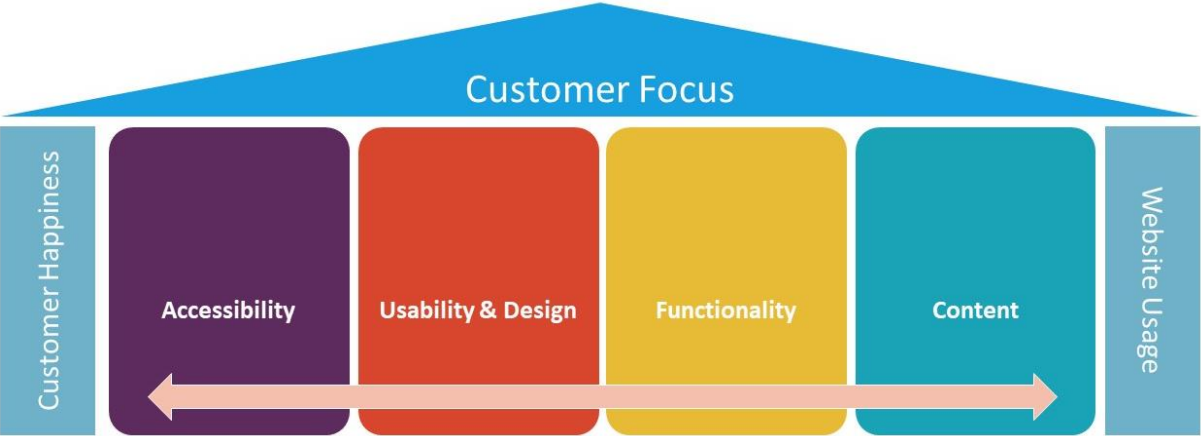 Customer Focus
Customer Happiness
Accessibility
Usability & Design
Functionality
Content
Website Usage